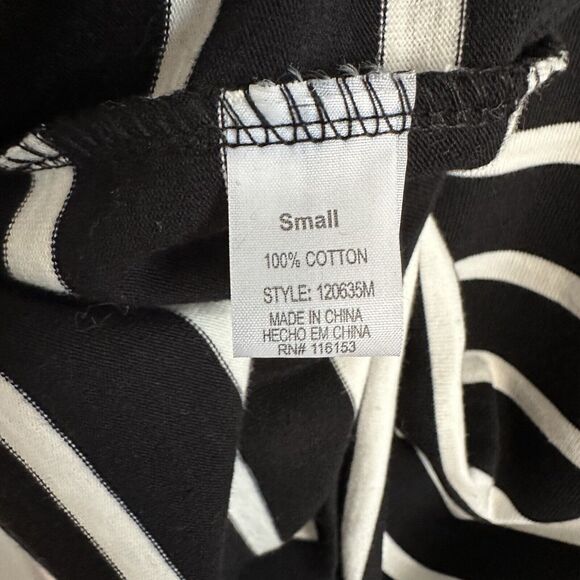 Small
100% COTTON
STYLE: 120635M
MADE IN CHINA
HECHO EM CHINA
RN# 116153